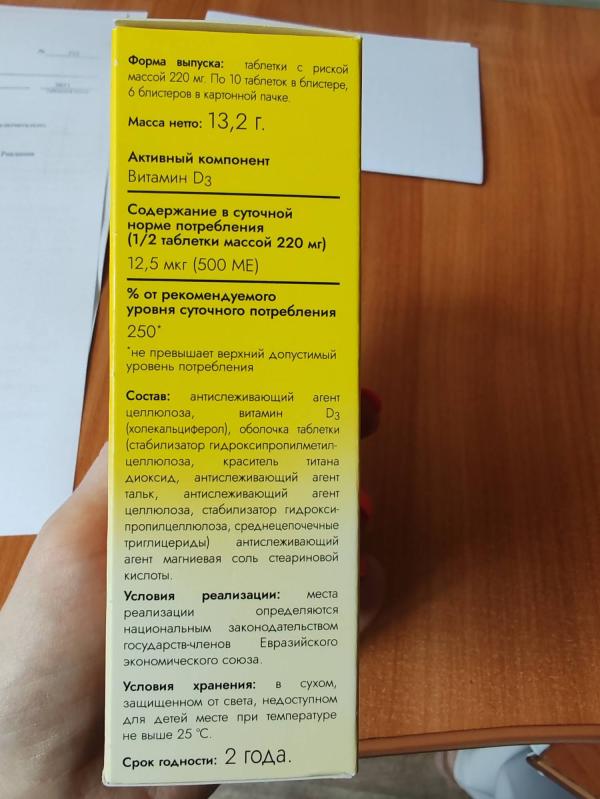 Форма выпуска: таблетки с риской
массой 220 мг. По 10 таблеток в блистере,
6 блистеров в картонной пачке.
Масса нетто: 13,2 г.
Активный компонент
Витамин D3
Содержание в суточной
норме потребления
(1/2 таблетки массой 220 мг)
12,5 мкг (500 МЕ)
% от рекомендуемого
уровня суточного потребления
250*
*не превышает верхний допустимый
уровень потребления
Состав: антислеживающий агент
целлюлоза, витамин D3
(холекальциферол), оболочка таблетки
(стабилизатор гидроксипропилметил-
целлюлоза, краситель титана
диоксид, антислеживающий агент
тальк, антислеживающий агент
целлюлоза, стабилизатор гидрокси-
пропилцеллюлоза, среднецепочечные
триглицериды) антислеживающий
агент магниевая соль стеариновой
кислоты.
Условия реализации: места
реализации определяются
национальным законодательством
государств-членов Евразийского
экономического союза.
Условия хранения: в сухом,
защищенном от света, недоступном
для детей месте при температуре
не выше 25 °С.
Срок годности: 2 года.